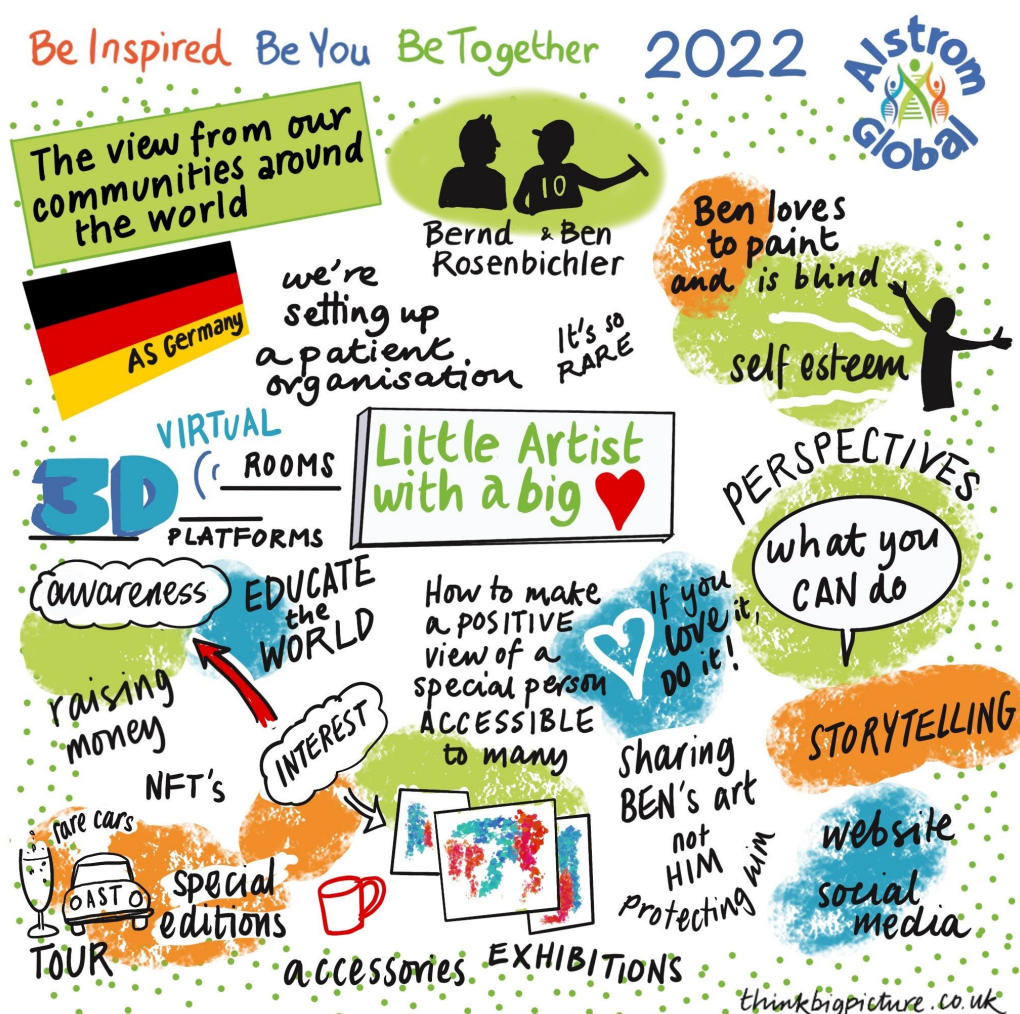 Be Inspired Be You Be Together 2022
Alstrom
Global
The view from our
communities around
the world
10
Bernd & Ben
Rosenbichler
Ben loves
to paint
and is blind
self esteem
AS Germany
we're
setting up
a patient
organisation
It's so
RARE
VIRTUAL
3D ROOMS
PLATFORMS
Little Artist
with a big
PERSPECTIVES
what you
CAN do
awareness
EDUCATE
the
WORLD
raising
money
How to make
a POSITIVE
view of a
special person
ACCESSIBLE
to many
If you
love it,
DO it!
STORYTELLING
INTEREST
NFT's
sharing
BEN's art
not
HIM
protecting him
website
social
media
rare cars
OASTO
TOUR
special
editions
accessories
EXHIBITIONS
thinkbigpicture.co.uk